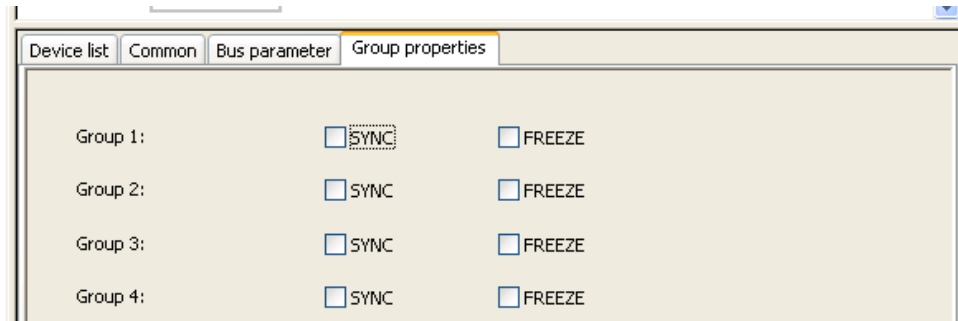 Device list Common Bus parameter Group properties
Group 1: SYNC FREEZE
Group 2: SYNC FREEZE
Group 3: SYNC FREEZE
Group 4: SYNC FREEZE